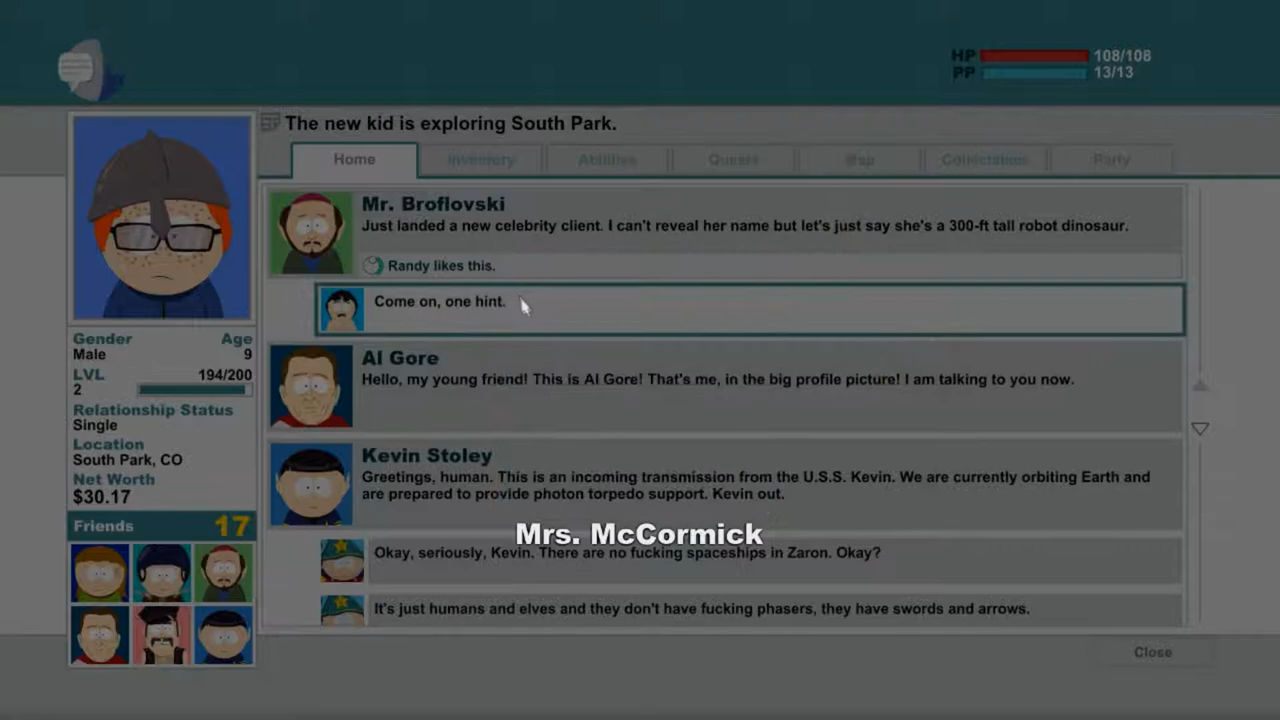 HP 108/108
PP 13/13
The new kid is exploring South Park.
Home Inventory Abilities Quests Map Collectables Party
Mr. Broflovski
Just landed a new celebrity client. I can't reveal her name but let's just say she's a 300-ft tall robot dinosaur.
Randy likes this.
Come on, one hint.
Gender Age
Male 9
LVL 194/200
2
Relationship Status
Single
Location
South Park, CO
Net Worth
$30.17
Friends 17
Al Gore
Hello, my young friend! This is Al Gore! That's me, in the big profile picture! I am talking to you now.
Kevin Stoley
Greetings, human. This is an incoming transmission from the U.S.S. Kevin. We are currently orbiting Earth and
are prepared to provide photon torpedo support. Kevin out.
Mrs. McCormick
Okay, seriously, Kevin. There are no fucking spaceships in Zaron. Okay?
It's just humans and elves and they don't have fucking phasers, they have swords and arrows.
Close